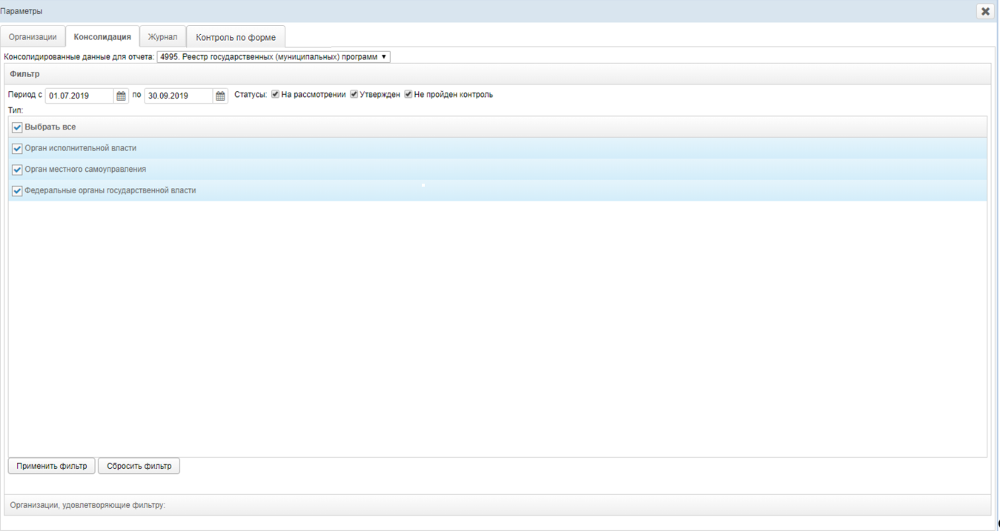 Параметры
Организации Консолидация Журнал Контроль по форме
Консолидированные данные для отчета: 4995. Реестр государственных (муниципальных) программ
Фильтр
Период с 01.07.2019 по 30.09.2019 Статусы: На рассмотрении Утвержден Не пройден контроль
Тип:
Выбрать все
Орган исполнительной власти
Орган местного самоуправления
Федеральные органы государственной власти
Применить фильтр Сбросить фильтр
Организации, удовлетворяющие фильтру: